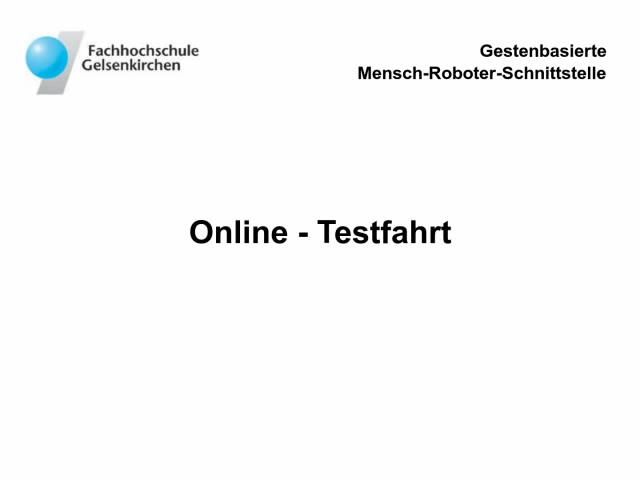 Fachhochschule
Gelsenkirchen
Gestenbasierte
Mensch-Roboter-Schnittstelle
Online - Testfahrt